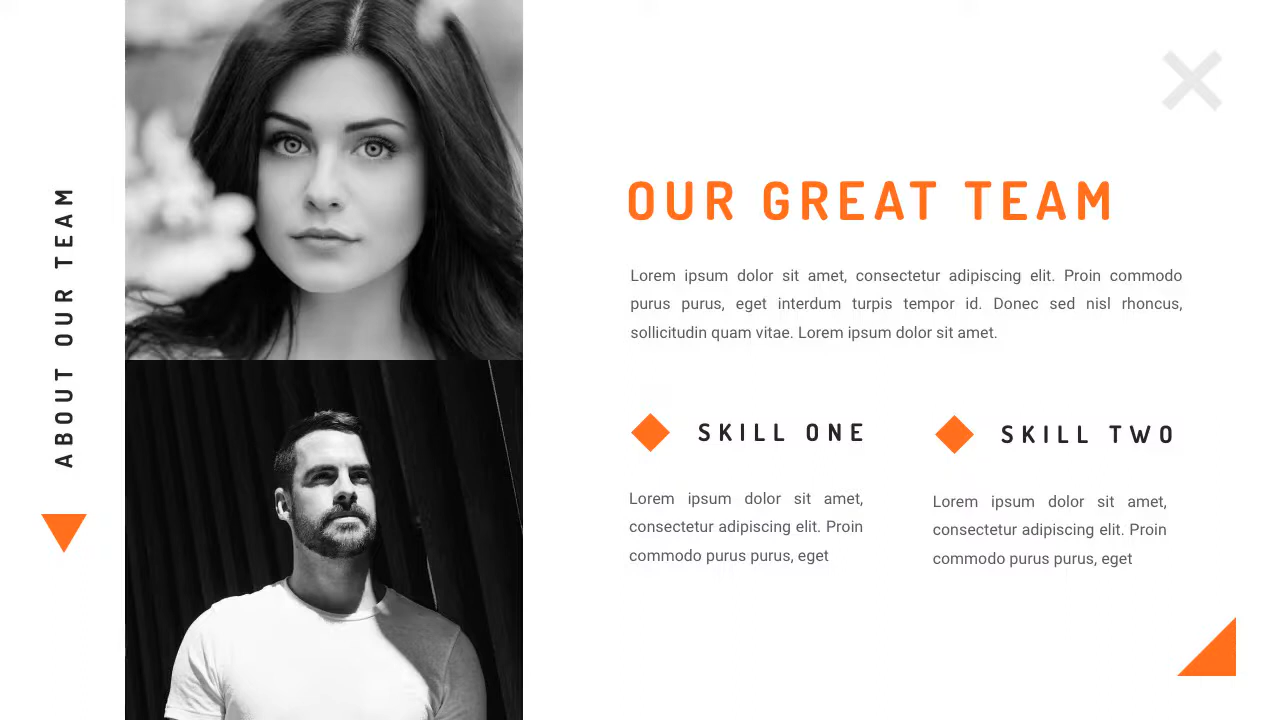 ABOUT OUR TEAM
OUR GREAT TEAM
Lorem ipsum dolor sit amet, consectetur adipiscing elit. Proin commodo
purus purus, eget interdum turpis tempor id. Donec sed nisl rhoncus,
sollicitudin quam vitae. Lorem ipsum dolor sit amet.
SKILL ONE
Lorem ipsum dolor sit amet,
consectetur adipiscing elit. Proin
commodo purus purus, eget
SKILL TWO
Lorem ipsum dolor sit amet,
consectetur adipiscing elit. Proin
commodo purus purus, eget